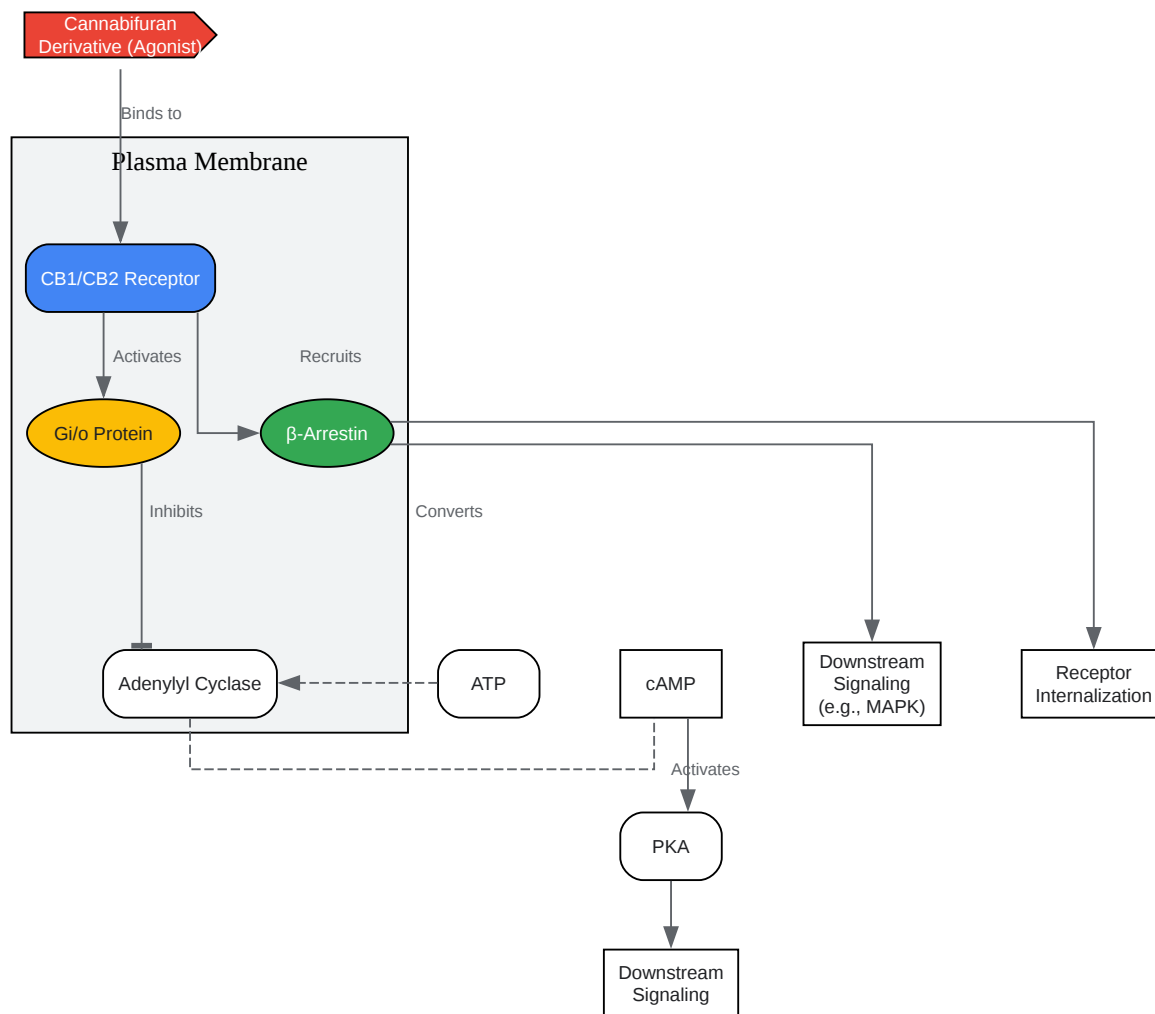 Cannabifuran
Derivative (Agonist)
Binds to
Plasma Membrane
CB1/CB2 Receptor
Activates
Recruits
Gi/o Protein
β-Arrestin
Inhibits
Converts
Adenylyl Cyclase
ATP
cAMP
Downstream
Signaling
(e.g., MAPK)
Receptor
Internalization
Activates
PKA
Downstream
Signaling